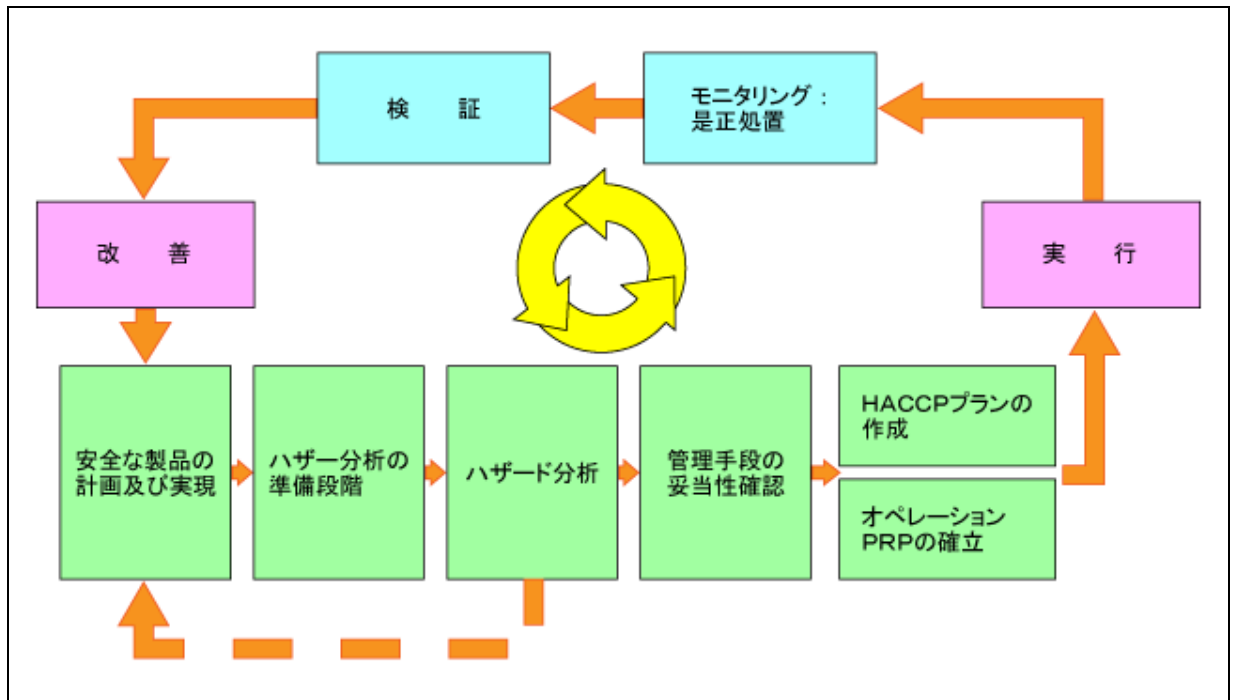 検　証
モニタリング：
是正処置
改　善
実　行
安全な製品の
計画及び実現
ハザー分析の
準備段階
ハザード分析
管理手段の
妥当性確認
HACCPプランの
作成
オペレーション
PRPの確立